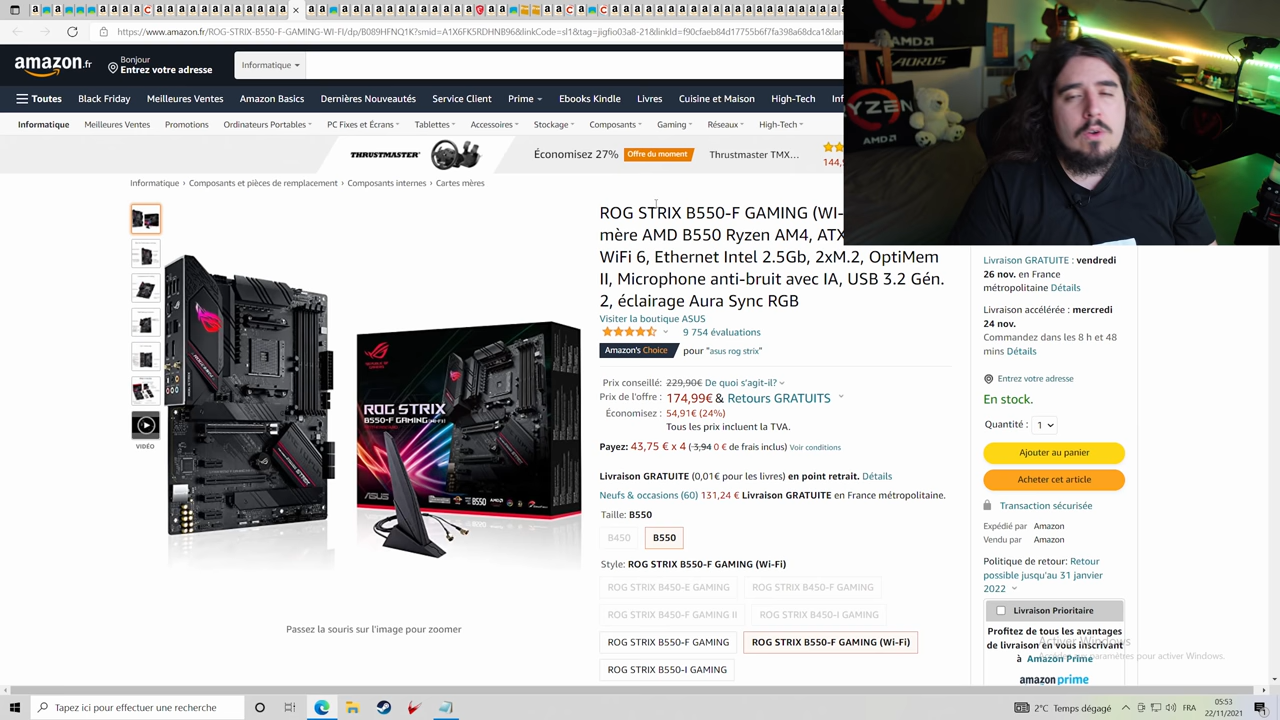 https://www.amazon.fr/ROG-STRIX-B550-F-GAMING-WI-FI/dp/B089HFNQ1K?smid=A1X6FK5RDHNB96&linkCode=sl1&tag=jigfio03a8-21&linkId=f90cfaeb84d17755b6f7fa398a68dca1&lan
amazon.fr
Bonjour
Entrez votre adresse
Informatique
Toutes
Black Friday
Meilleures Ventes
Amazon Basics
Dernières Nouveautés
Service Client
Prime
Ebooks Kindle
Livres
Cuisine et Maison
High-Tech
Inf
Informatique
Meilleures Ventes
Promotions
Ordinateurs Portables
PC Fixes et Écrans
Tablettes
Accessoires
Stockage
Composants
Gaming
Réseaux
High-Tech
THRUSTMASTER
Économisez 27%
Offre du moment
Thrustmaster TMX...
Informatique › Composants et pièces de remplacement › Composants internes › Cartes mères
AMD
AORUS
RYZEN
AMD
ROG STRIX B550-F GAMING (WI-
mère AMD B550 Ryzen AM4, ATX
WiFi 6, Ethernet Intel 2.5Gb, 2xM.2, OptiMem
II, Microphone anti-bruit avec IA, USB 3.2 Gén.
2, éclairage Aura Sync RGB
Visiter la boutique ASUS
9 754 évaluations
Amazon's Choice
pour "asus rog strix"
Prix conseillé: 229,90€ De quoi s'agit-il?
Prix de l'offre : 174,99€ & Retours GRATUITS
Économisez : 54,91€ (24%)
Tous les prix incluent la TVA.
Payez: 43,75 € x 4 ( 3,94 0 € de frais inclus) Voir conditions
Livraison GRATUITE (0,01€ pour les livres) en point retrait. Détails
Neufs & occasions (60) 131,24 € Livraison GRATUITE en France métropolitaine.
Taille: B550
B450
B550
Style: ROG STRIX B550-F GAMING (Wi-Fi)
ROG STRIX B450-E GAMING
ROG STRIX B450-F GAMING
ROG STRIX B450-F GAMING II
ROG STRIX B450-I GAMING
ROG STRIX B550-F GAMING
ROG STRIX B550-F GAMING (Wi-Fi)
ROG STRIX B550-I GAMING
VIDÉO
ROG STRIX
B550-F GAMING
ASUS
B550
Passez la souris sur l'image pour zoomer
Livraison GRATUITE : vendredi
26 nov. en France
métropolitaine Détails
Livraison accélérée : mercredi
24 nov.
Commandez dans les 8 h et 48
mins Détails
Entrez votre adresse
En stock.
Quantité : 1
Ajouter au panier
Acheter cet article
Transaction sécurisée
Expédié par Amazon
Vendu par Amazon
Politique de retour: Retour
possible jusqu'au 31 janvier
2022
Livraison Prioritaire
Profitez de tous les avantages
de livraison en vous inscrivant
à Amazon Prime
amazon prime
Activer Windows
paramètres pour activer Windows.
Tapez ici pour effectuer une recherche
2°C Temps dégagé
FRA
05:53
22/11/2021